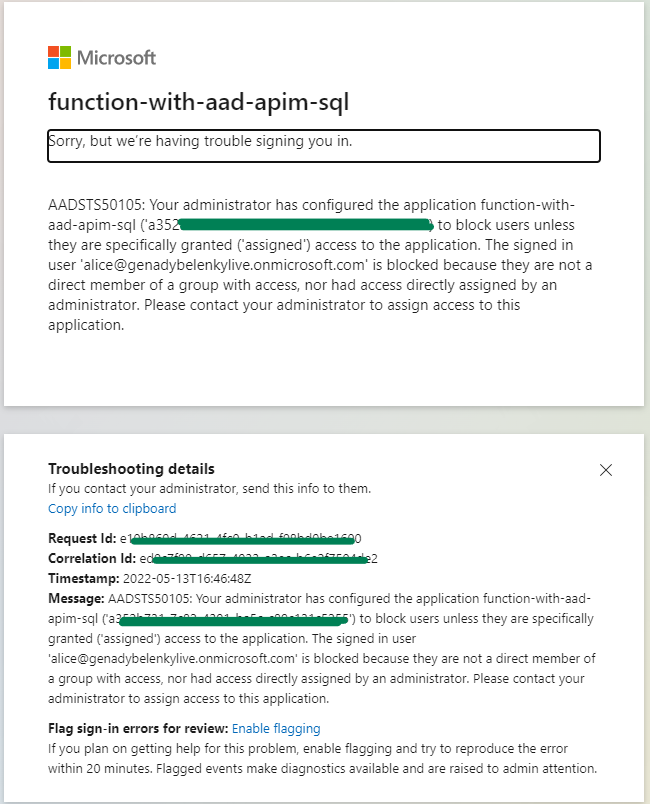 Microsoft
function-with-aad-apim-sql
Sorry, but we’re having trouble signing you in.
AADSTS50105: Your administrator has configured the application function-with-
aad-apim-sql ('a352 ) to block users unless
they are specifically granted ('assigned') access to the application. The signed in
user 'alice@genadybelenkylive.onmicrosoft.com' is blocked because they are not a
direct member of a group with access, nor had access directly assigned by an
administrator. Please contact your administrator to assign access to this
application.
Troubleshooting details
If you contact your administrator, send this info to them.
Copy info to clipboard
Request Id:
Correlation Id:
Timestamp: 2022-05-13T16:46:48Z
Message: AADSTS50105: Your administrator has configured the application function-with-aad-
apim-sql ( ') to block users unless they are specifically
granted ('assigned') access to the application. The signed in user
'alice@genadybelenkylive.onmicrosoft.com' is blocked because they are not a direct member of
a group with access, nor had access directly assigned by an administrator. Please contact your
administrator to assign access to this application.
Flag sign-in errors for review: Enable flagging
If you plan on getting help for this problem, enable flagging and try to reproduce the error
within 20 minutes. Flagged events make diagnostics available and are raised to admin attention.